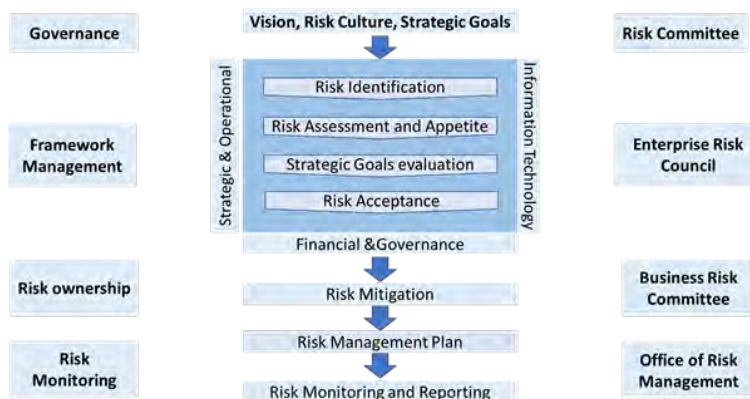 Governance
Vision, Risk Culture, Strategic Goals
Risk Committee
Strategic & Operational
Information Technology
Risk Identification
Risk Assessment and Appetite
Strategic Goals evaluation
Risk Acceptance
Framework
Management
Enterprise Risk
Council
Financial &Governance
Risk ownership
Risk Mitigation
Business Risk
Committee
Risk Management Plan
Risk
Monitoring
Office of Risk
Management
Risk Monitoring and Reporting